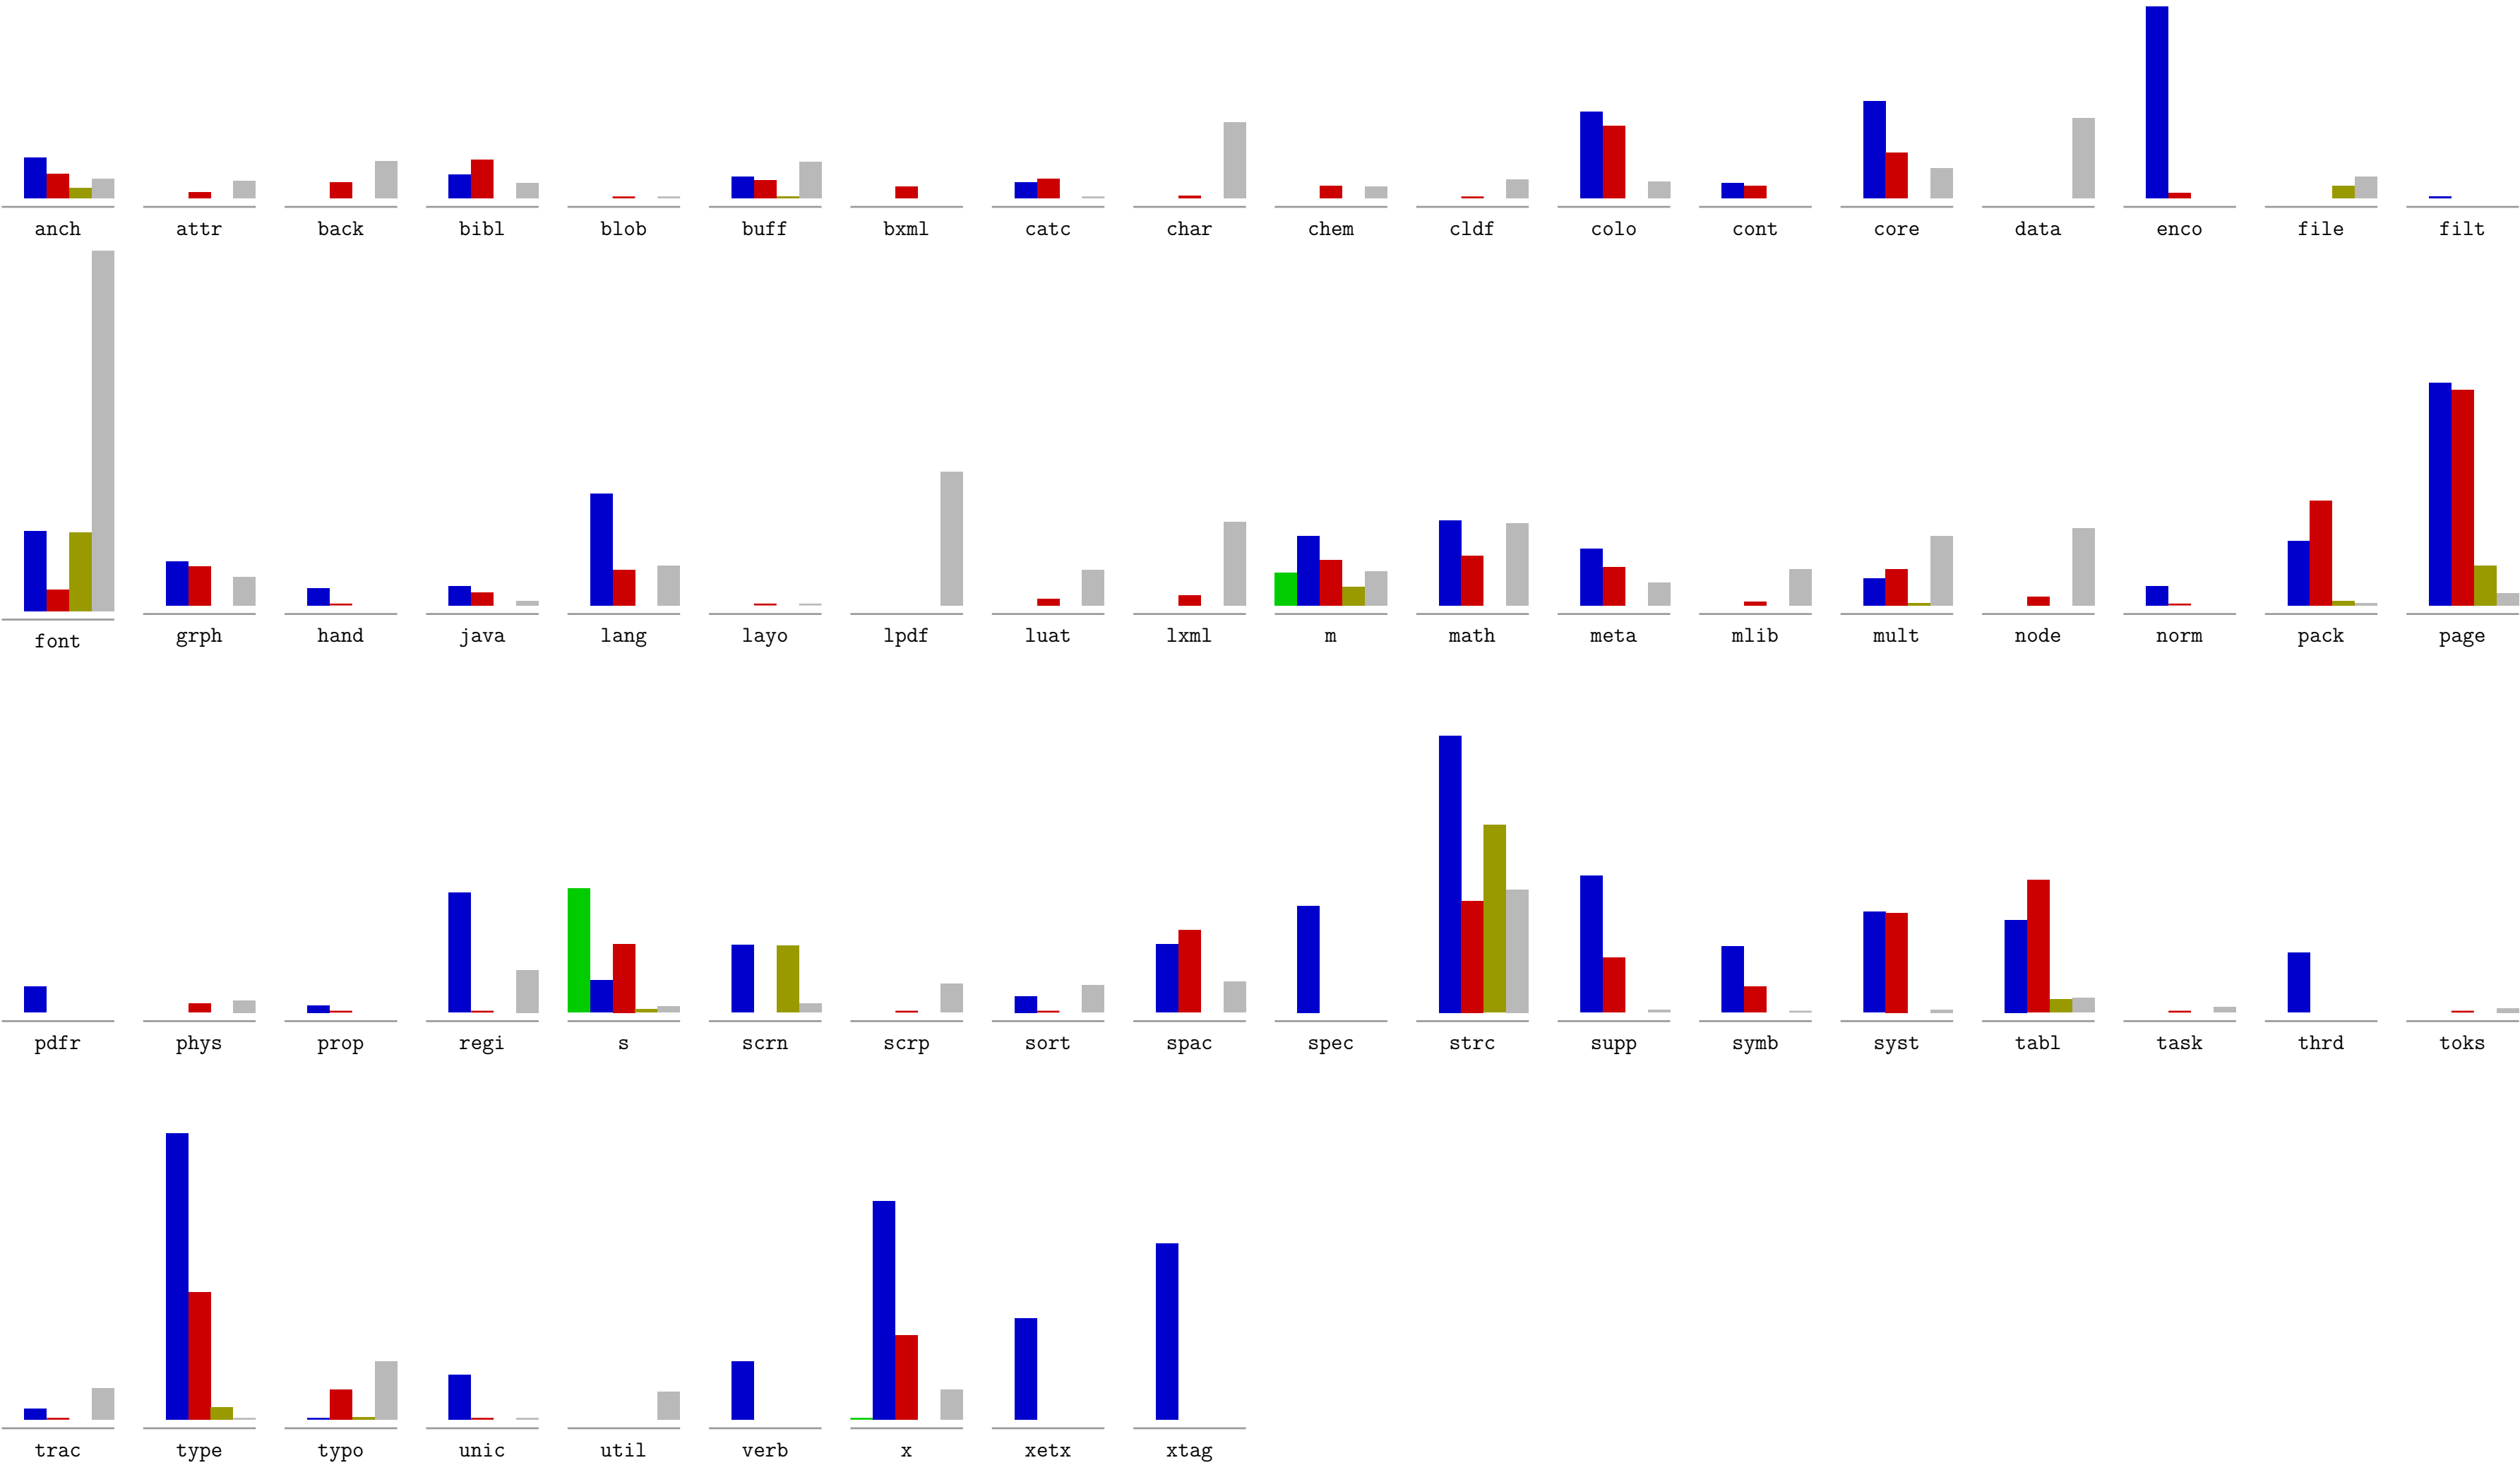 anch attr back bibl blob buff bxml catc char chem cldf colo cont core data enco file filt
font grph hand java lang layo lpdf luat lxml m math meta mlib mult node norm pack page
pdfr phys prop regi s scrn scrp sort spac spec strc supp symb syst tabl task thrd toks
trac type typo unic util verb x xetx xtag